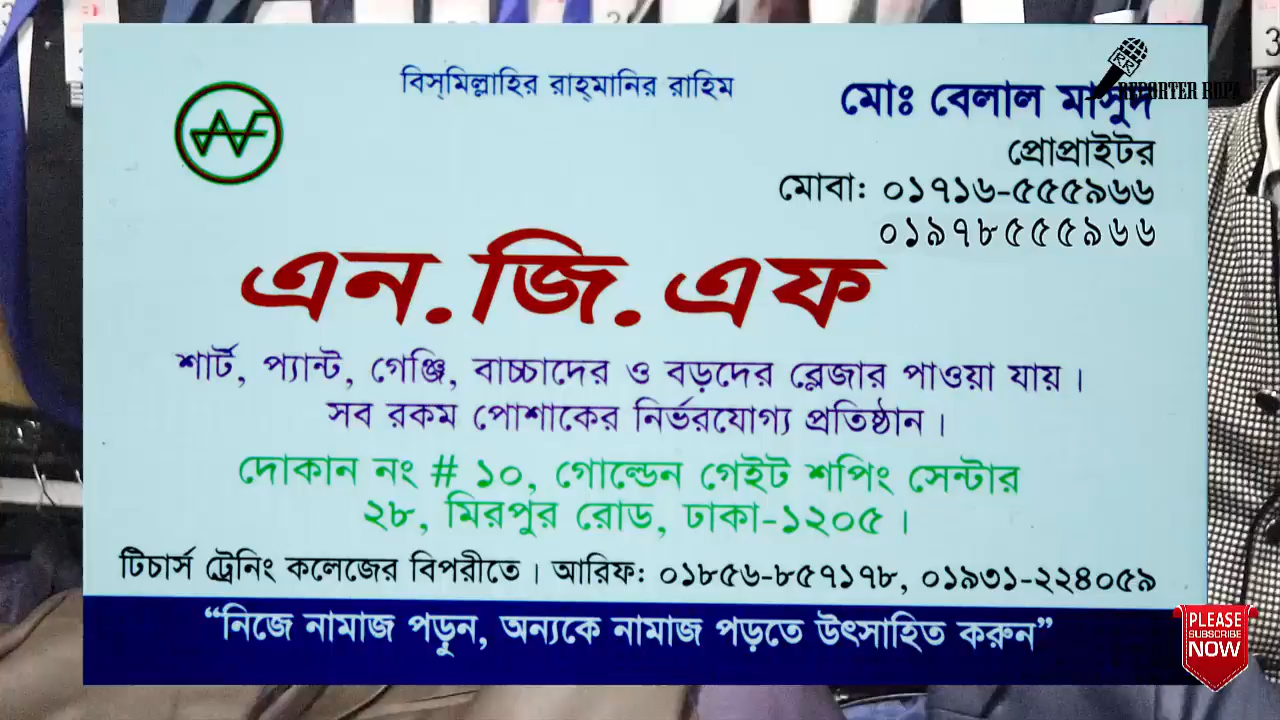 বিস্‌মিল্লাহির রাহ্‌মানির রাহিম
মোঃ বেলাল মাসুদ
REPORTER ROPA
প্রোপ্রাইটর
মোবা: ০১৭১৬-৫৫৫৯৬৬
০১৯৭৮৫৫৫৯৬৬
এন.জি.এফ
শার্ট, প্যান্ট, গেঞ্জি, বাচ্চাদের ও বড়দের ব্লেজার পাওয়া যায়।
সব রকম পোশাকের নির্ভরযোগ্য প্রতিষ্ঠান।
দোকান নং # ১০, গোল্ডেন গেইট শপিং সেন্টার
২৮, মিরপুর রোড, ঢাকা-১২০৫।
টিচার্স ট্রেনিং কলেজের বিপরীতে। আরিফ: ০১৮৫৬-৮৫৭১৭৮, ০১৯৩১-২২৪০৫৯
“নিজে নামাজ পড়ুন, অন্যকে নামাজ পড়তে উৎসাহিত করুন”
PLEASE
SUBSCRIBE
NOW